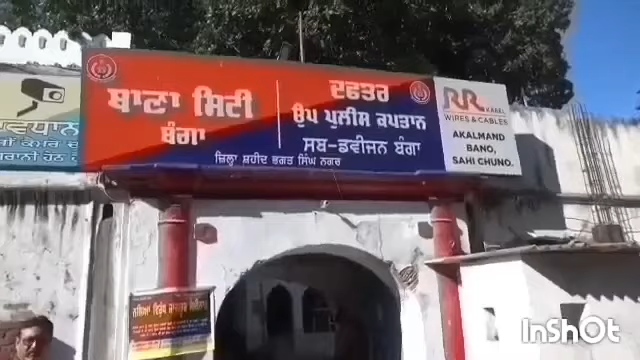 ਥਾਣਾ ਸਿਟੀ
ਬੰਗਾ
ਦਫਤਰ
ਉਪ ਪੁਲੀਸ ਕਪਤਾਨ
ਸਬ-ਡਵੀਜਨ ਬੰਗਾ
ਜ਼ਿਲ੍ਹਾ ਸ਼ਹੀਦ ਭਗਤ ਸਿੰਘ ਨਗਰ
RR KABEL
WIRES & CABLES
AKALMAND
BANO,
SAHI CHUNO.
InShOt